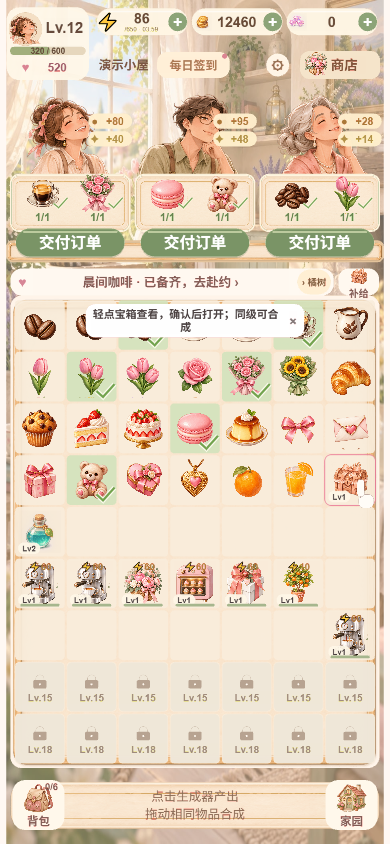 Lv.12
86
12460
0
320 / 600
520
演示小屋
每日签到
商店
+80
+40
+95
+48
+28
+14
1/1
1/1
1/1
1/1
1/1
1/1
交付订单
交付订单
交付订单
晨间咖啡 · 已备齐，去赴约 ›
› 橘树
补给
轻点宝箱查看，确认后打开；同级可合
成
×
Lv1
Lv2
Lv1
Lv1
Lv1
Lv1
Lv1
Lv1
Lv1
Lv.15
Lv.15
Lv.15
Lv.15
Lv.15
Lv.15
Lv.15
Lv.18
Lv.18
Lv.18
Lv.18
Lv.18
Lv.18
Lv.18
0/6
背包
点击生成器产出
拖动相同物品合成
家园